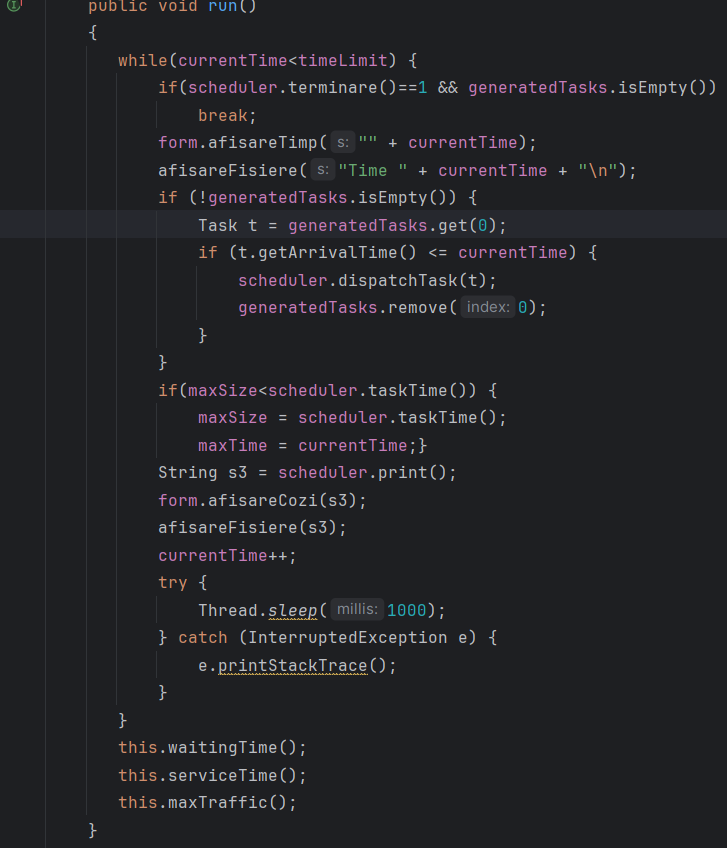 public void run()
{
while(currentTime<timeLimit) {
if(scheduler.terminare()==1 && generatedTasks.isEmpty())
break;
form.afisareTimp( s: "" + currentTime);
afisareFisiere( s: "Time " + currentTime + "\n");
if (!generatedTasks.isEmpty()) {
Task t = generatedTasks.get(0);
if (t.getArrivalTime() <= currentTime) {
scheduler.dispatchTask(t);
generatedTasks.remove( index: 0);
}
}
if(maxSize<scheduler.taskTime()) {
maxSize = scheduler.taskTime();
maxTime = currentTime;}
String s3 = scheduler.print();
form.afisareCozi(s3);
afisareFisiere(s3);
currentTime++;
try {
Thread.sleep( millis: 1000);
} catch (InterruptedException e) {
e.printStackTrace();
}
}
this.waitingTime();
this.serviceTime();
this.maxTraffic();
}